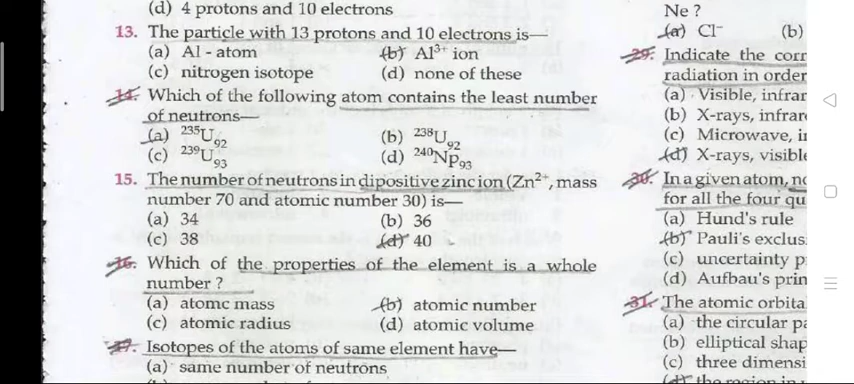 (d) 4 protons and 10 electrons
13. The particle with 13 protons and 10 electrons is—
(a) Al - atom (b) Al³⁺ ion
(c) nitrogen isotope (d) none of these
14. Which of the following atom contains the least number
of neutrons—
(a) ²³⁵U₉₂ (b) ²³⁸U₉₂
(c) ²³⁹U₉₃ (d) ²⁴⁰Np₉₃
15. The number of neutrons in dipositive zinc ion (Zn²⁺, mass
number 70 and atomic number 30) is—
(a) 34 (b) 36
(c) 38 (d) 40
16. Which of the properties of the element is a whole
number ?
(a) atomc mass (b) atomic number
(c) atomic radius (d) atomic volume
17. Isotopes of the atoms of same element have—
(a) same number of neutrons
Ne ?
(a) Cl⁻ (b)
29. Indicate the corr
radiation in order
(a) Visible, infrar
(b) X-rays, infrar
(c) Microwave, i
(d) X-rays, visible
30. In a given atom, no
for all the four qu
(a) Hund's rule
(b) Pauli's exclus
(c) uncertainty p
(d) Aufbau's prin
31. The atomic orbita
(a) the circular pa
(b) elliptical shap
(c) three dimensi
(d) the region in